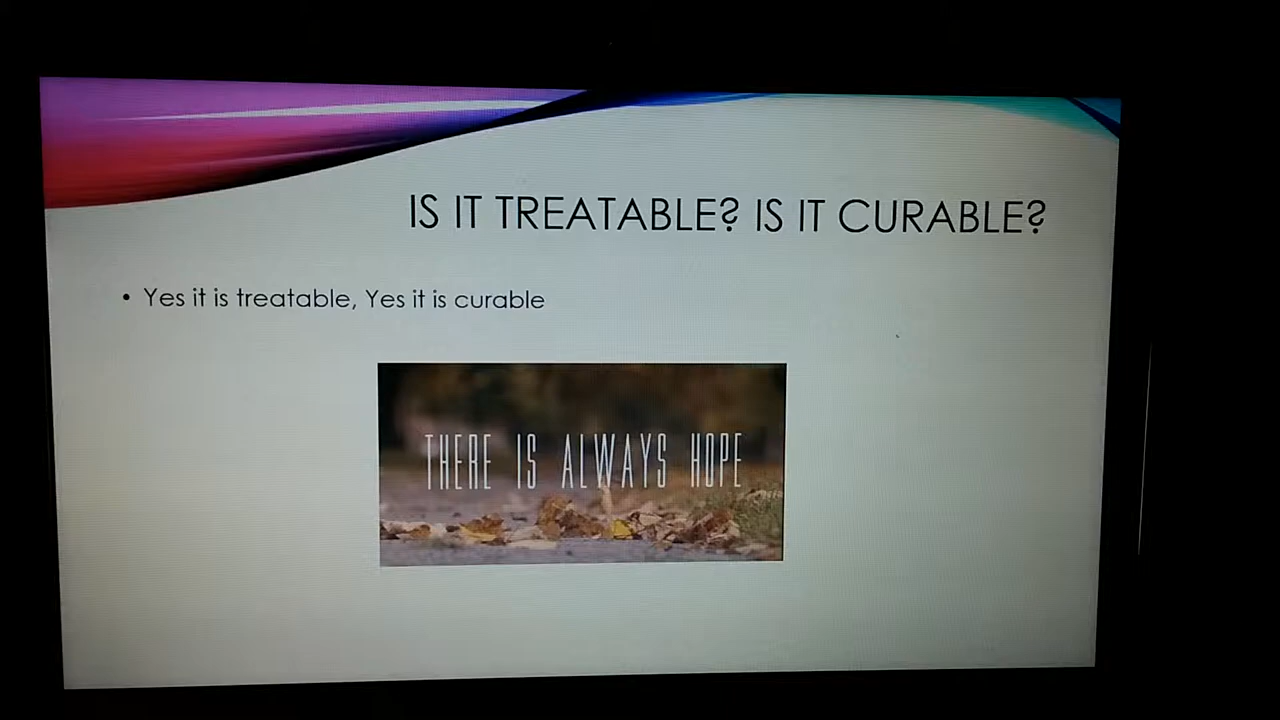 IS IT TREATABLE? IS IT CURABLE?
• Yes it is treatable, Yes it is curable
THERE IS ALWAYS HOPE